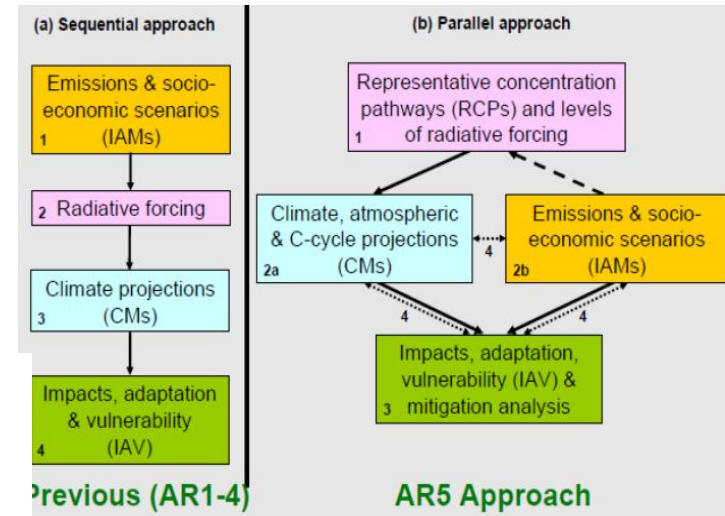 (a) Sequential approach
Emissions & socio-
economic scenarios
1 (IAMs)
2 Radiative forcing
Climate projections
3 (CMs)
Impacts, adaptation
& vulnerability
4 (IAV)
Previous (AR1-4)
(b) Parallel approach
Representative concentration
pathways (RCPs) and levels
1 of radiative forcing
Climate, atmospheric
& C-cycle projections
2a (CMs)
4
Emissions & socio-
economic scenarios
2b (IAMs)
4
4
Impacts, adaptation,
vulnerability (IAV) &
3 mitigation analysis
AR5 Approach